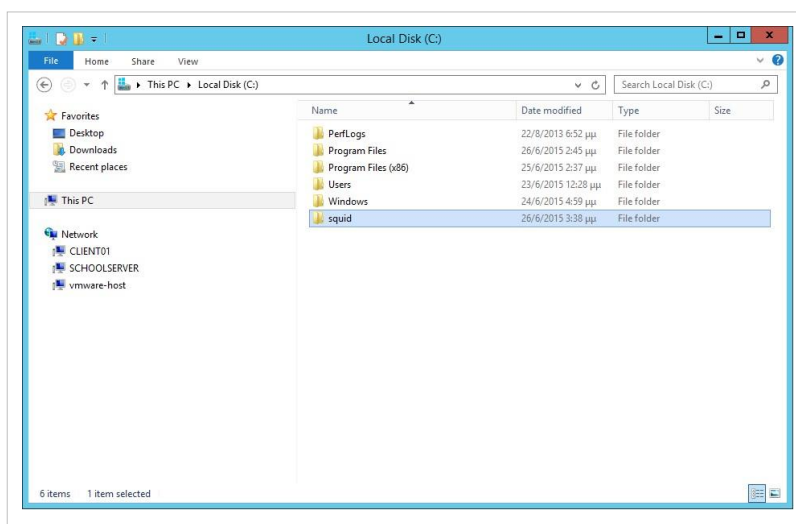 Local Disk (C:)
File Home Share View
This PC Local Disk (C:) Search Local Disk (C:)
Name Date modified Type Size
Favorites
Desktop
Downloads
Recent places
This PC
Network
CLIENT01
SCHOOLSERVER
vmware-host
PerfLogs 22/8/2013 6:52 μμ File folder
Program Files 26/6/2015 2:45 μμ File folder
Program Files (x86) 25/6/2015 2:37 μμ File folder
Users 23/6/2015 12:28 μμ File folder
Windows 24/6/2015 4:59 μμ File folder
squid 26/6/2015 3:38 μμ File folder
6 items 1 item selected